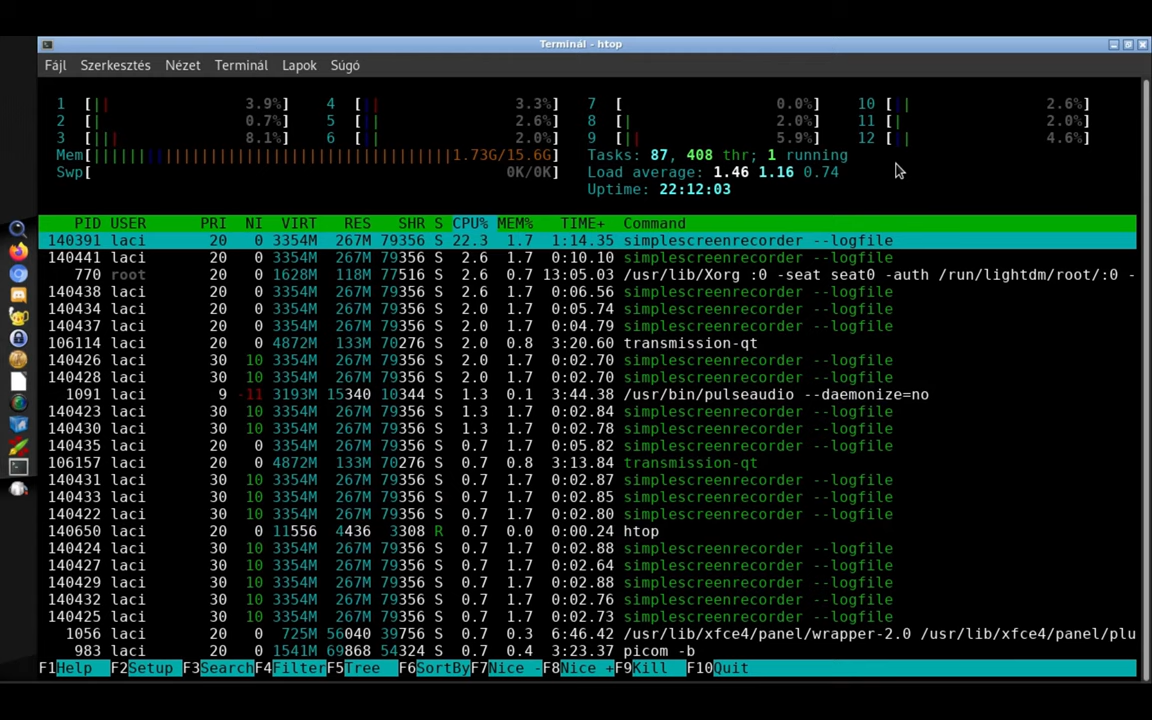 Terminál - htop
Fájl Szerkesztés Nézet Terminál Lapok Súgó
1 [|| 3.9%] 4 [|| 3.3%] 7 [ 0.0%] 10 [|| 2.6%]
2 [| 0.7%] 5 [|| 2.6%] 8 [| 2.0%] 11 [| 2.0%]
3 [||| 8.1%] 6 [|| 2.0%] 9 [|| 5.9%] 12 [|| 4.6%]
Mem[||||||||||||||||||||||||||||||||||||||||1.73G/15.6G] Tasks: 87, 408 thr; 1 running
Swp[ 0K/0K] Load average: 1.46 1.16 0.74
Uptime: 22:12:03
PID USER PRI NI VIRT RES SHR S CPU% MEM% TIME+ Command
140391 laci 20 0 3354M 267M 79356 S 22.3 1.7 1:14.35 simplescreenrecorder --logfile
140441 laci 20 0 3354M 267M 79356 S 2.6 1.7 0:10.10 simplescreenrecorder --logfile
770 root 20 0 1628M 118M 77516 S 2.6 0.7 13:05.03 /usr/lib/Xorg :0 -seat seat0 -auth /run/lightdm/root/:0 -
140438 laci 20 0 3354M 267M 79356 S 2.6 1.7 0:06.56 simplescreenrecorder --logfile
140434 laci 20 0 3354M 267M 79356 S 2.0 1.7 0:05.74 simplescreenrecorder --logfile
140437 laci 20 0 3354M 267M 79356 S 2.0 1.7 0:04.79 simplescreenrecorder --logfile
106114 laci 20 0 4872M 133M 70276 S 2.0 0.8 3:20.60 transmission-qt
140426 laci 30 10 3354M 267M 79356 S 2.0 1.7 0:02.70 simplescreenrecorder --logfile
140428 laci 30 10 3354M 267M 79356 S 2.0 1.7 0:02.70 simplescreenrecorder --logfile
1091 laci 9 -11 3193M 15340 10344 S 1.3 0.1 3:44.38 /usr/bin/pulseaudio --daemonize=no
140423 laci 30 10 3354M 267M 79356 S 1.3 1.7 0:02.84 simplescreenrecorder --logfile
140430 laci 30 10 3354M 267M 79356 S 1.3 1.7 0:02.78 simplescreenrecorder --logfile
140435 laci 20 0 3354M 267M 79356 S 0.7 1.7 0:05.82 simplescreenrecorder --logfile
106157 laci 20 0 4872M 133M 70276 S 0.7 0.8 3:13.84 transmission-qt
140431 laci 30 10 3354M 267M 79356 S 0.7 1.7 0:02.87 simplescreenrecorder --logfile
140433 laci 30 10 3354M 267M 79356 S 0.7 1.7 0:02.85 simplescreenrecorder --logfile
140422 laci 30 10 3354M 267M 79356 S 0.7 1.7 0:02.80 simplescreenrecorder --logfile
140650 laci 20 0 11556 4436 3308 R 0.7 0.0 0:00.24 htop
140424 laci 30 10 3354M 267M 79356 S 0.7 1.7 0:02.88 simplescreenrecorder --logfile
140427 laci 30 10 3354M 267M 79356 S 0.7 1.7 0:02.64 simplescreenrecorder --logfile
140429 laci 30 10 3354M 267M 79356 S 0.7 1.7 0:02.88 simplescreenrecorder --logfile
140432 laci 30 10 3354M 267M 79356 S 0.7 1.7 0:02.76 simplescreenrecorder --logfile
140425 laci 30 10 3354M 267M 79356 S 0.7 1.7 0:02.73 simplescreenrecorder --logfile
1056 laci 20 0 725M 56040 39756 S 0.7 0.3 6:46.42 /usr/lib/xfce4/panel/wrapper-2.0 /usr/lib/xfce4/panel/plu
983 laci 20 0 1541M 69868 54324 S 0.7 0.4 3:23.37 picom -b
F1Help F2Setup F3SearchF4FilterF5Tree F6SortByF7Nice -F8Nice +F9Kill F10Quit